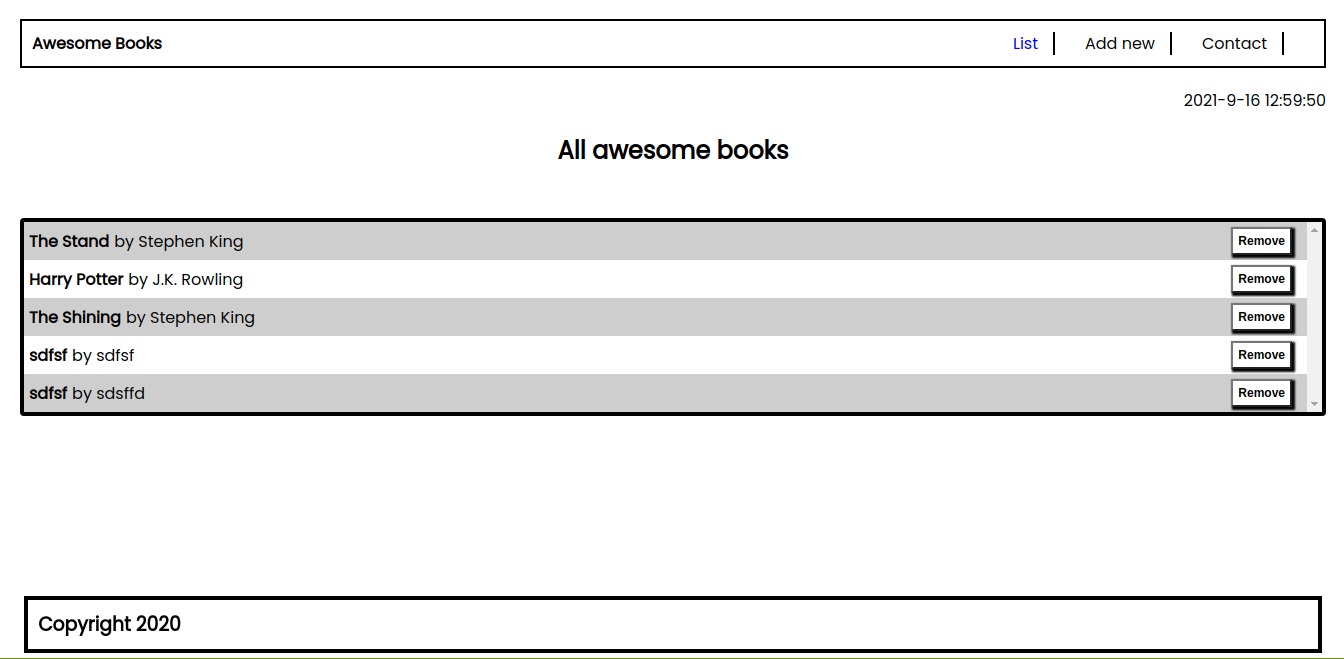 Awesome Books List Add new Contact
2021-9-16 12:59:50
All awesome books
The Stand by Stephen King Remove
Harry Potter by J.K. Rowling Remove
The Shining by Stephen King Remove
sdfsf by sdfsf Remove
sdfsf by sdsffd Remove
Copyright 2020